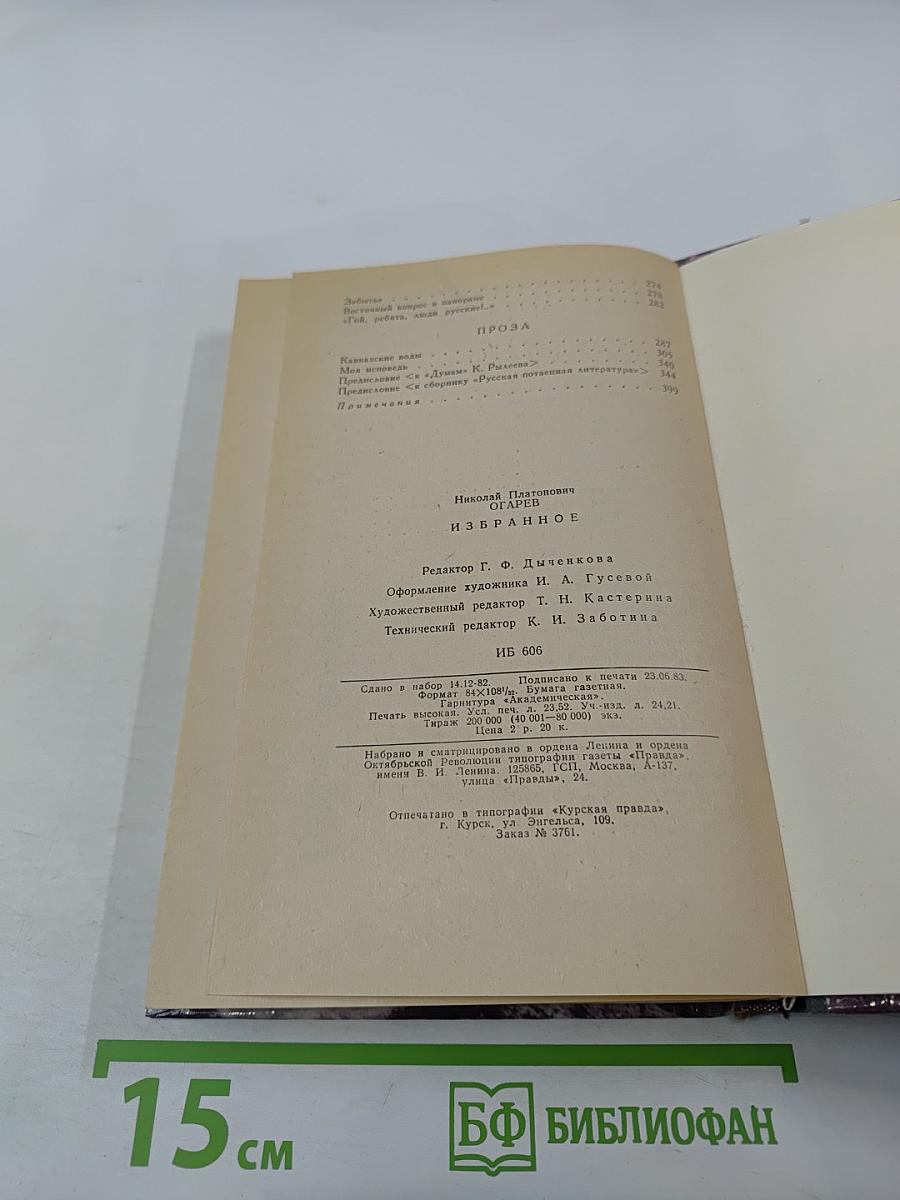 Забытье . . . . . . . . . . . . . . . . . . 274
Восточный вопрос в панораме . . . . . . . . . . 278
«Гой, ребята, люди русские!..» . . . . . . . . . . 282
ПРОЗА
Кавказские воды . . . . . . . . . . . . . . . 287
Моя исповедь . . . . . . . . . . . . . . . . 305
Предисловие <к «Думам» К. Рылеева> . . . . . . . . 340
Предисловие <к сборнику «Русская потаенная литература»> 344
Примечания . . . . . . . . . . . . . . . . . 399
Николай Платонович
ОГАРЕВ
ИЗБРАННОЕ
Редактор Г. Ф. Дыченкова
Оформление художника И. А. Гусевой
Художественный редактор Т. Н. Кастерина
Технический редактор К. И. Заботина
ИБ 606
Сдано в набор 14.12-82. Подписано к печати 23.06.83.
Формат 84×108¹/₃₂. Бумага газетная.
Гарнитура «Академическая».
Печать высокая. Усл. печ. л. 23,52. Уч.-изд. л. 24,21.
Тираж 200 000 (40 001—80 000) экз.
Цена 2 р. 20 к.
Набрано и сматрицировано в ордена Ленина и ордена
Октябрьской Революции типографии газеты «Правда»,
имени В. И. Ленина. 125865, ГСП, Москва, А-137,
улица «Правды», 24.
Отпечатано в типографии «Курская правда»,
г. Курск, ул Энгельса, 109.
Заказ № 3761.
15 см
БФ БИБЛИОФАН